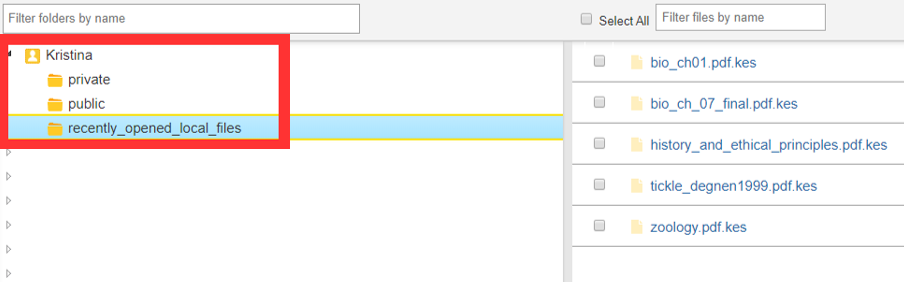 Filter folders by name
Select All
Filter files by name
Kristina
private
public
recently_opened_local_files
bio_ch01.pdf.kes
bio_ch_07_final.pdf.kes
history_and_ethical_principles.pdf.kes
tickle_degnen1999.pdf.kes
zoology.pdf.kes